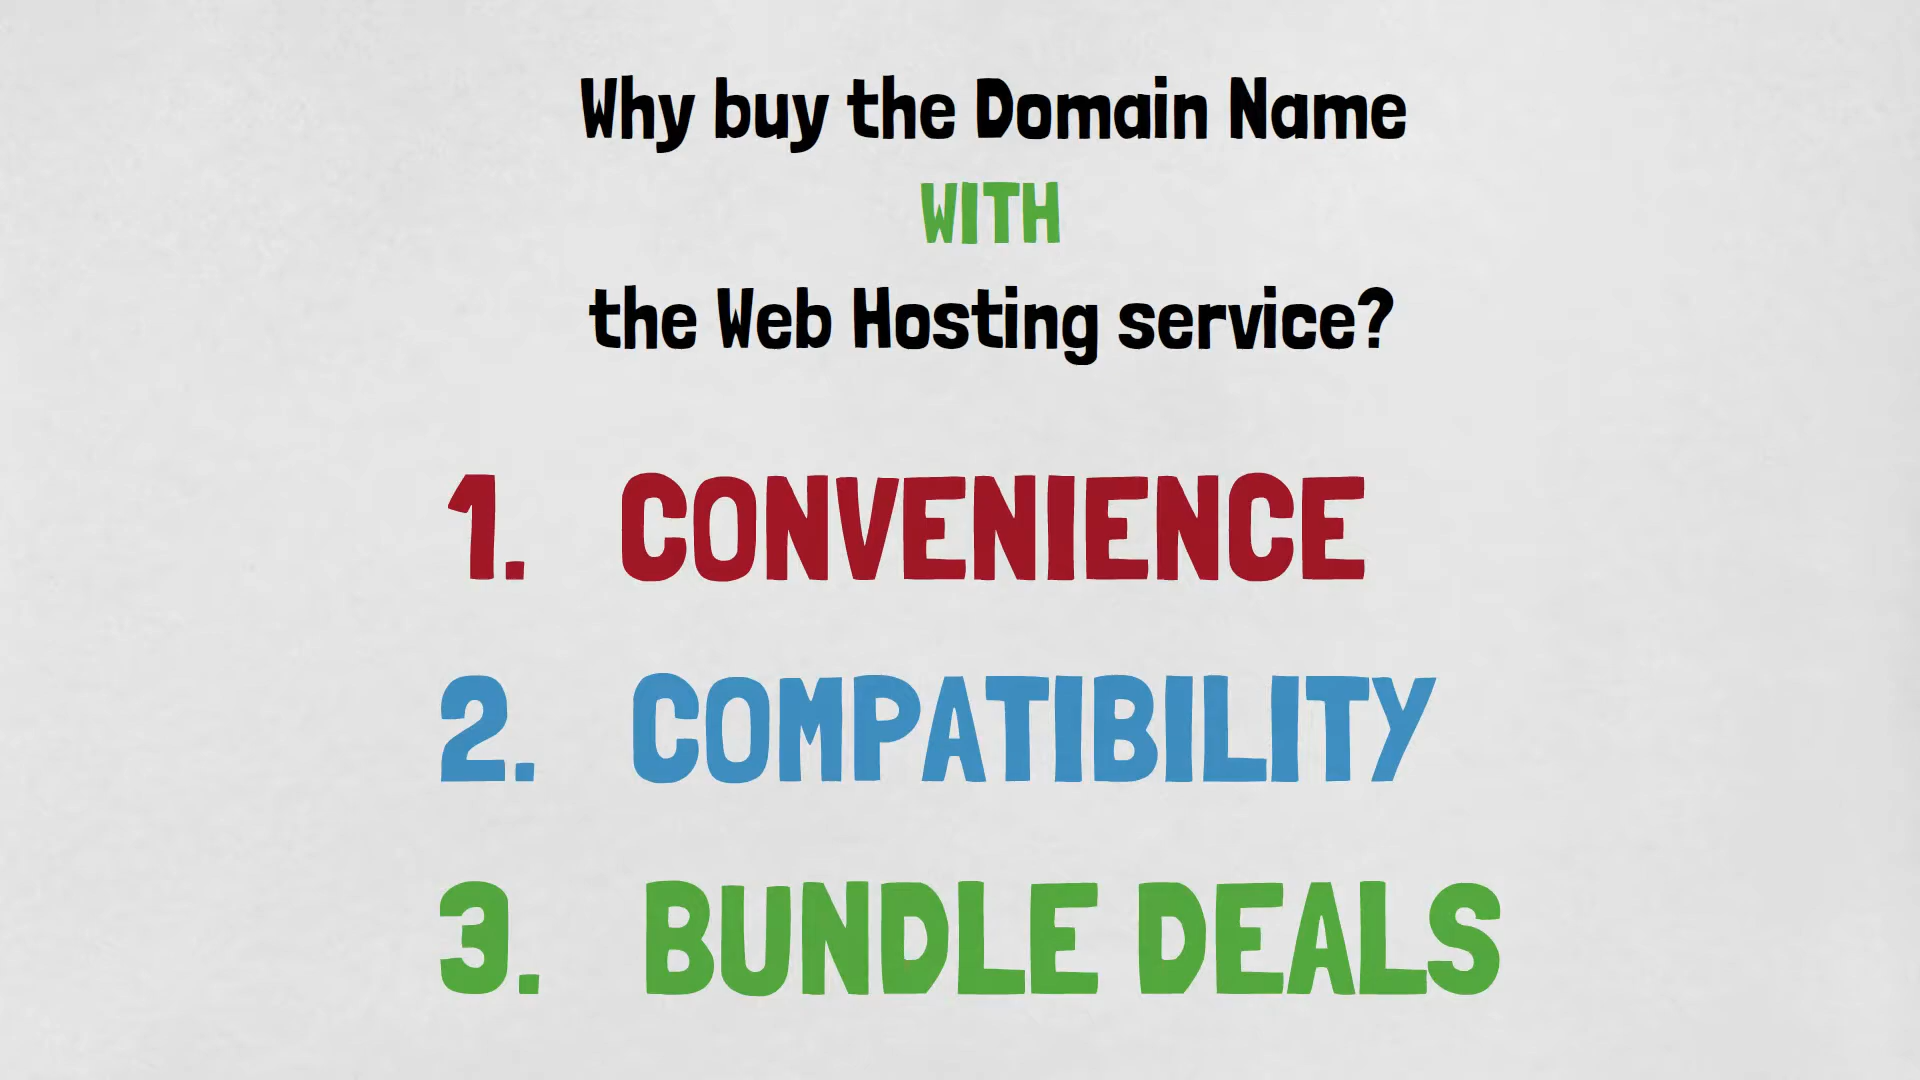 Why buy the Domain Name
WITH
the Web Hosting service?
1. CONVENIENCE
2. COMPATIBILITY
3. BUNDLE DEALS